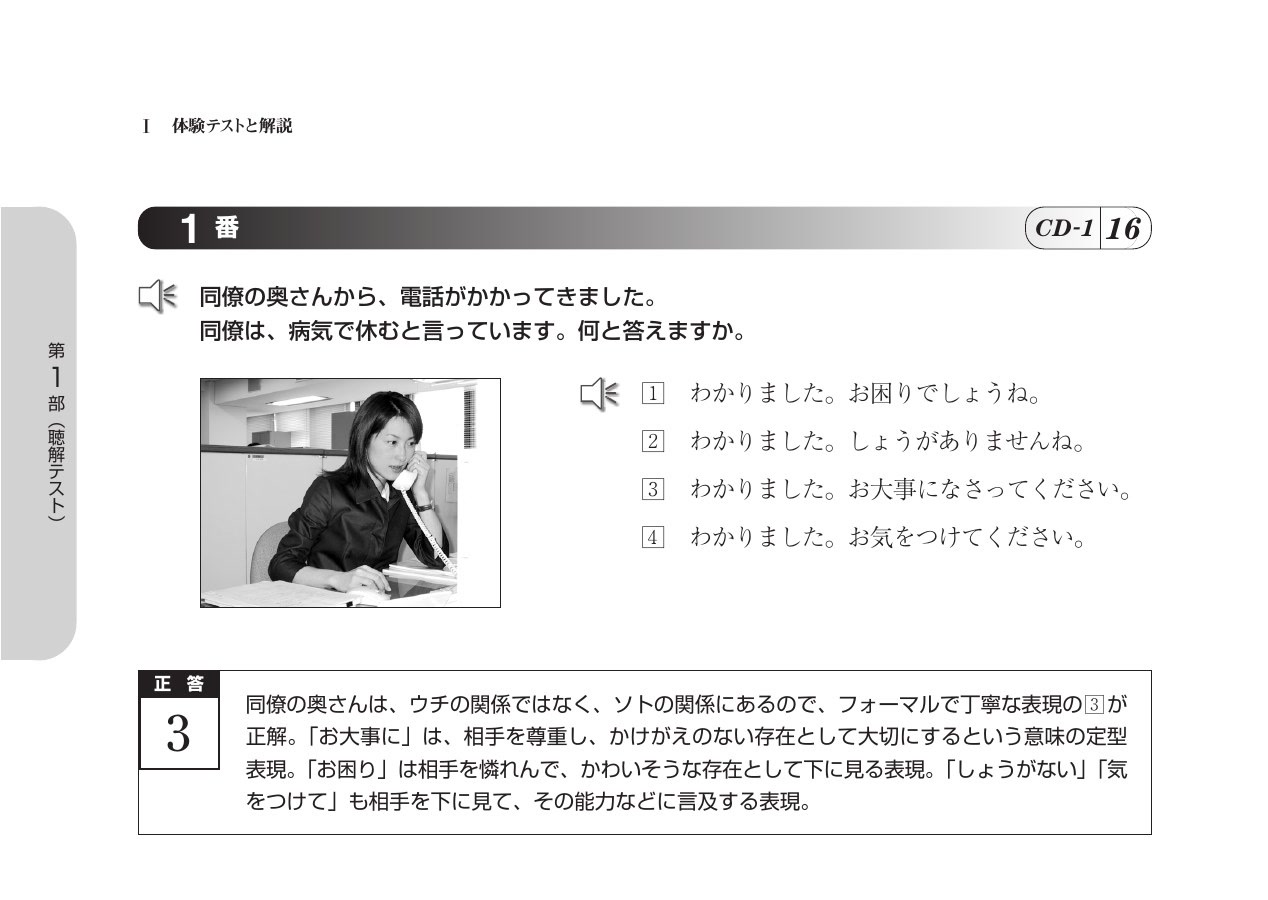 I 体験テストと解説
第1部(聴解テスト)
1番
CD-1 16
同僚の奥さんから、電話がかかってきました。
同僚は、病気で休むと言っています。何と答えますか。
1 わかりました。お困りでしょうね。
2 わかりました。しょうがありませんね。
3 わかりました。お大事になさってください。
4 わかりました。お気をつけてください。
正答
3
同僚の奥さんは、ウチの関係ではなく、ソトの関係にあるので、フォーマルで丁寧な表現の3が
正解。「お大事に」は、相手を尊重し、かけがえのない存在として大切にするという意味の定型
表現。「お困り」は相手を憐れんで、かわいそうな存在として下に見る表現。「しょうがない」「気
をつけて」も相手を下に見て、その能力などに言及する表現。